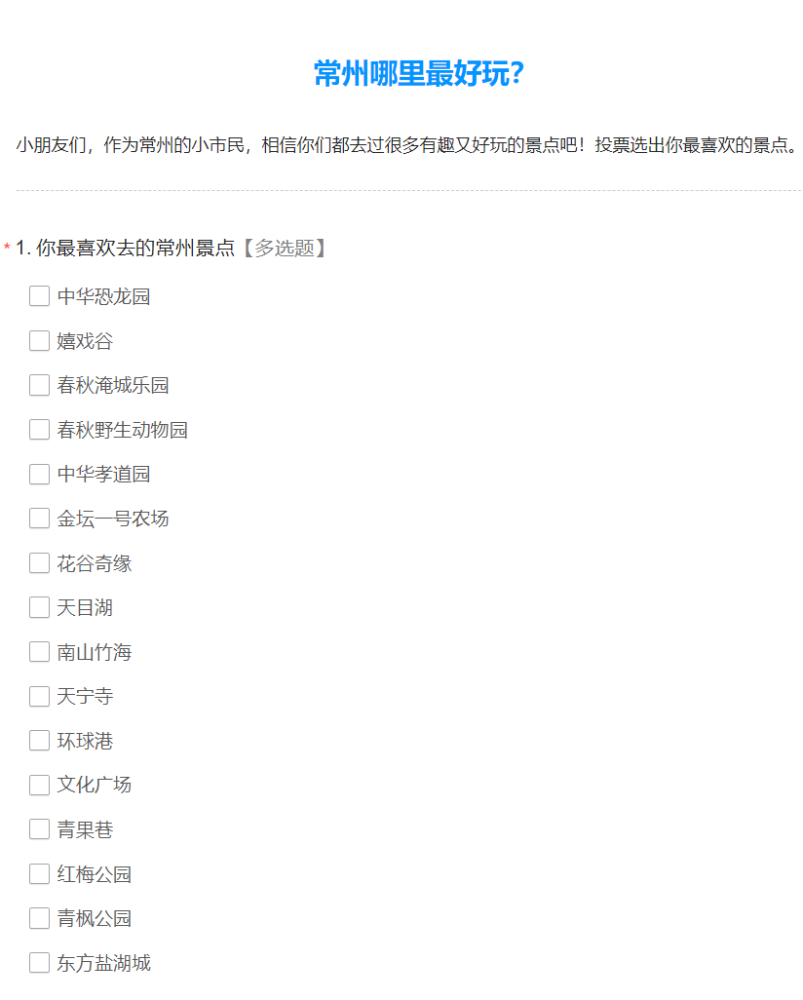 常州哪里最好玩？
小朋友们，作为常州的小市民，相信你们都去过很多有趣又好玩的景点吧！投票选出你最喜欢的景点。
* 1. 你最喜欢去的常州景点【多选题】
中华恐龙园
嬉戏谷
春秋淹城乐园
春秋野生动物园
中华孝道园
金坛一号农场
花谷奇缘
天目湖
南山竹海
天宁寺
环球港
文化广场
青果巷
红梅公园
青枫公园
东方盐湖城